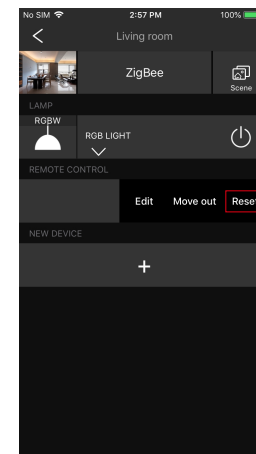 No SIM 2:57 PM 100%
Living room
ZigBee
Scene
LAMP
RGBW
RGB LIGHT
REMOTE CONTROL
Edit Move out Reset
NEW DEVICE
+